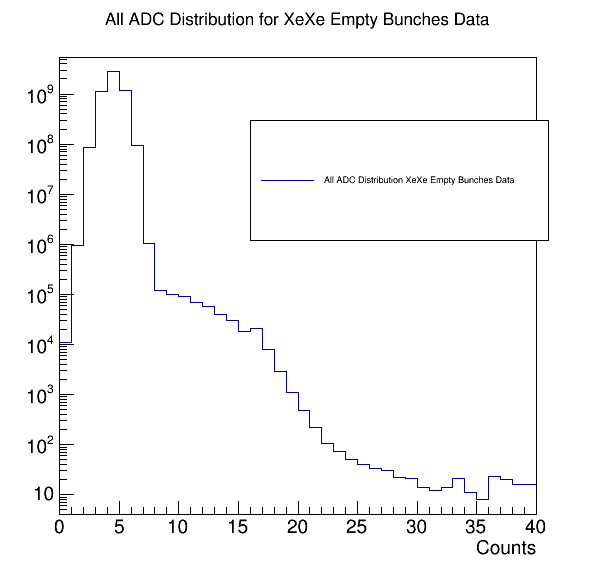 All ADC Distribution for XeXe Empty Bunches Data
10⁹
10⁸
10⁷
10⁶
10⁵
10⁴
10³
10²
10
All ADC Distribution XeXe Empty Bunches Data
0 5 10 15 20 25 30 35 40
Counts